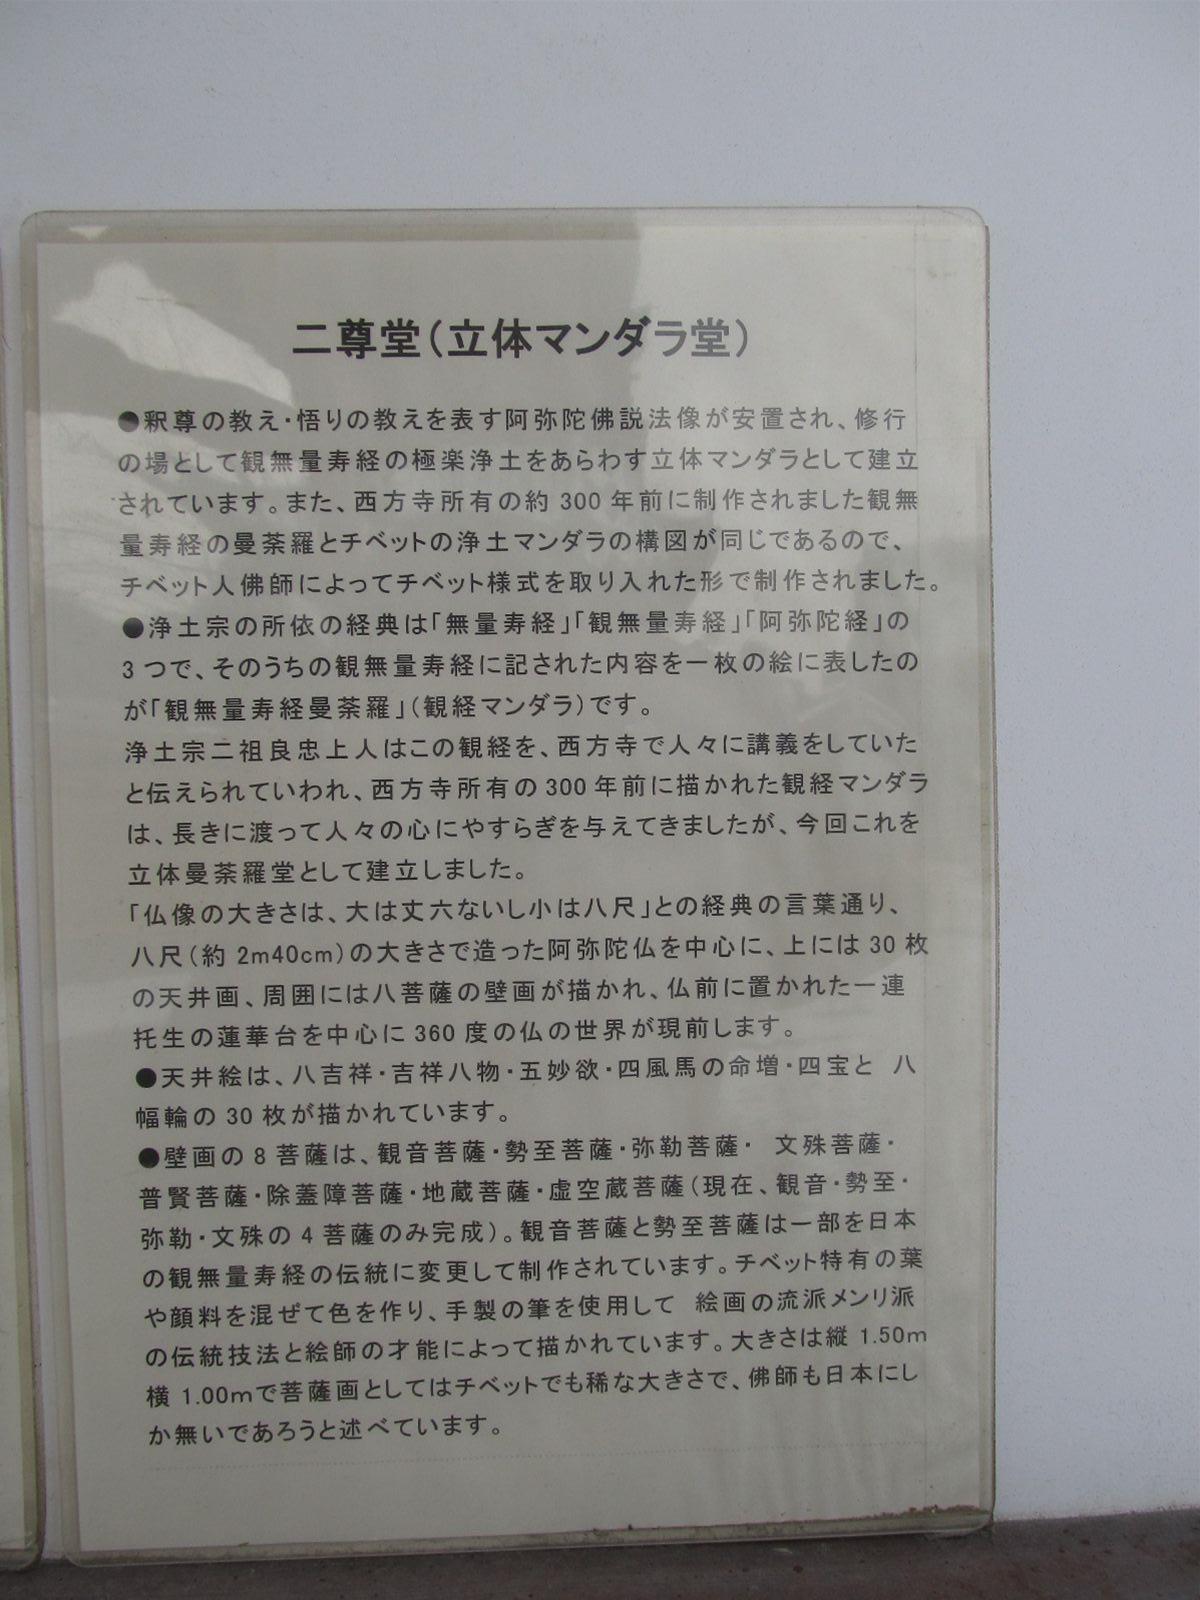 二尊堂（立体マンダラ堂）
●釈尊の教え・悟りの教えを表す阿弥陀佛説法像が安置され、修行
の場として観無量寿経の極楽浄土をあらわす立体マンダラとして建立
されています。また、西方寺所有の約 300 年前に制作されました観無
量寿経の曼荼羅とチベットの浄土マンダラの構図が同じであるので、
チベット人佛師によってチベット様式を取り入れた形で制作されました。
●浄土宗の所依の経典は「無量寿経」「観無量寿経」「阿弥陀経」の
3 つで、そのうちの観無量寿経に記された内容を一枚の絵に表したの
が「観無量寿経曼荼羅」（観経マンダラ）です。
浄土宗二祖良忠上人はこの観経を、西方寺で人々に講義をしていた
と伝えられていわれ、西方寺所有の 300 年前に描かれた観経マンダラ
は、長きに渡って人々の心にやすらぎを与えてきましたが、今回これを
立体曼荼羅堂として建立しました。
「仏像の大きさは、大は丈六ないし小は八尺」との経典の言葉通り、
八尺（約 2m40cm）の大きさで造った阿弥陀仏を中心に、上には 30 枚
の天井画、周囲には八菩薩の壁画が描かれ、仏前に置かれた一連
托生の蓮華台を中心に 360 度の仏の世界が現前します。
●天井絵は、八吉祥・吉祥八物・五妙欲・四風馬の命増・四宝と 八
幅輪の 30 枚が描かれています。
●壁画の 8 菩薩は、観音菩薩・勢至菩薩・弥勒菩薩・ 文殊菩薩・
普賢菩薩・除蓋障菩薩・地蔵菩薩・虚空蔵菩薩（現在、観音・勢至・
弥勒・文殊の 4 菩薩のみ完成）。観音菩薩と勢至菩薩は一部を日本
の観無量寿経の伝統に変更して制作されています。チベット特有の葉
や顔料を混ぜて色を作り、手製の筆を使用して 絵画の流派メンリ派
の伝統技法と絵師の才能によって描かれています。大きさは縦 1.50m
横 1.00mで菩薩画としてはチベットでも稀な大きさで、佛師も日本にし
か無いであろうと述べています。